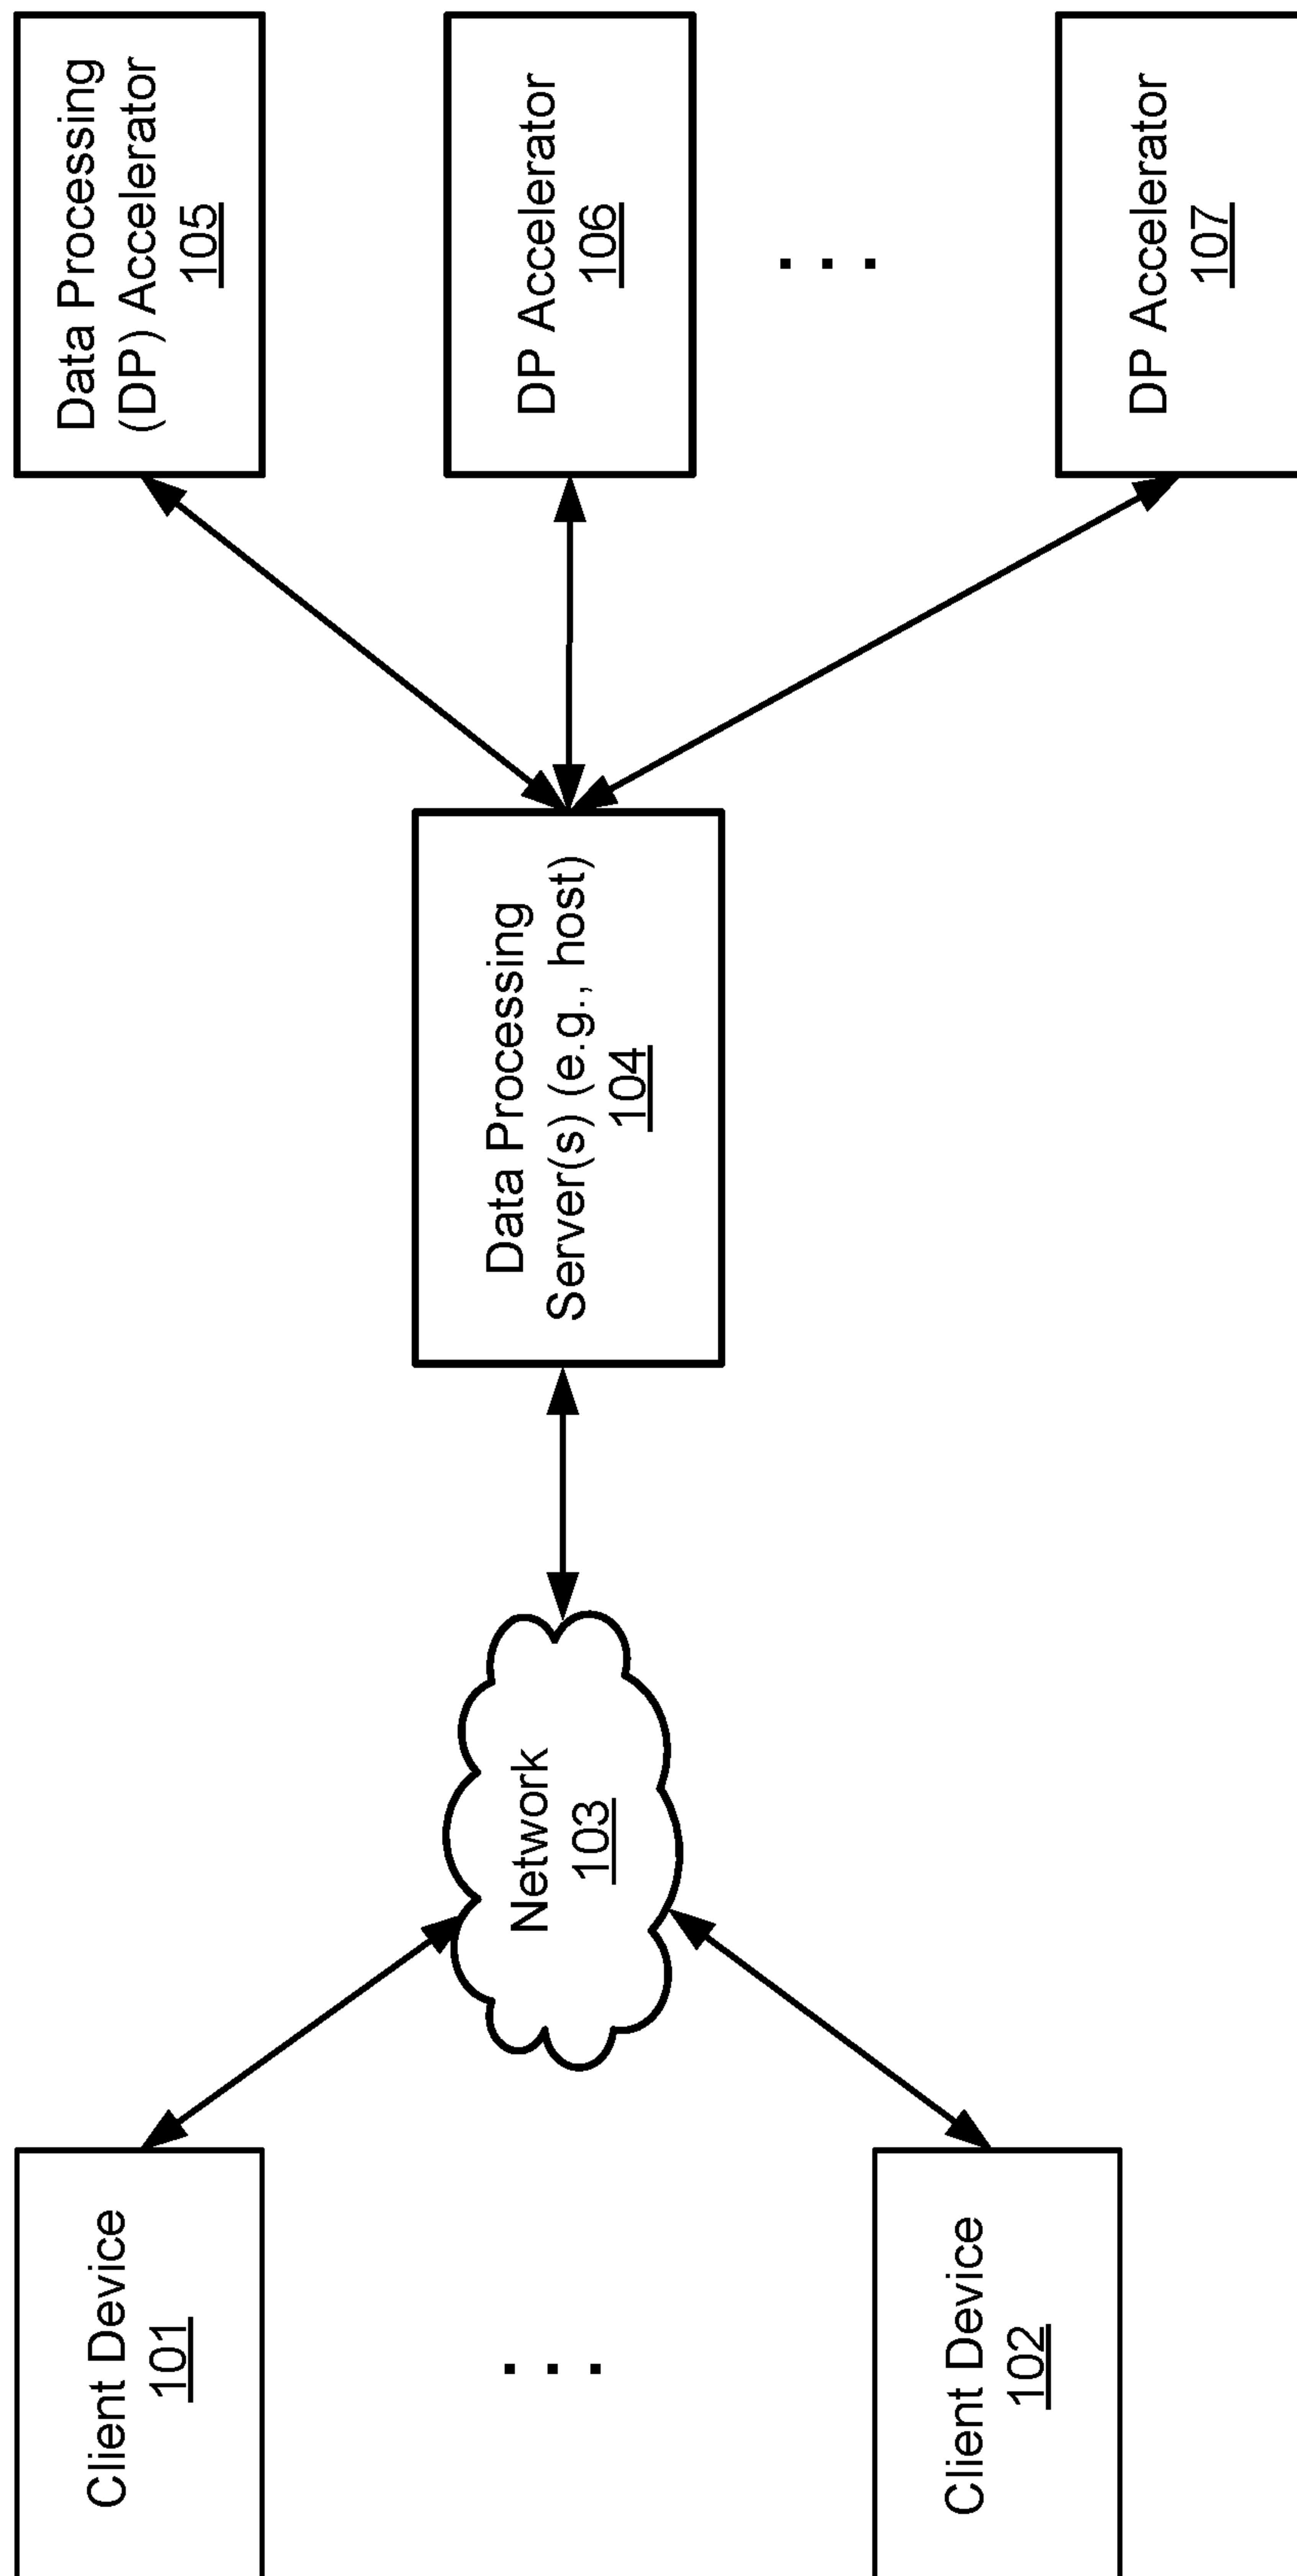 Client Device
101
Client Device
102
Network
103
Data Processing
Server(s) (e.g., host)
104
Data Processing
(DP) Accelerator
105
DP Accelerator
106
DP Accelerator
107